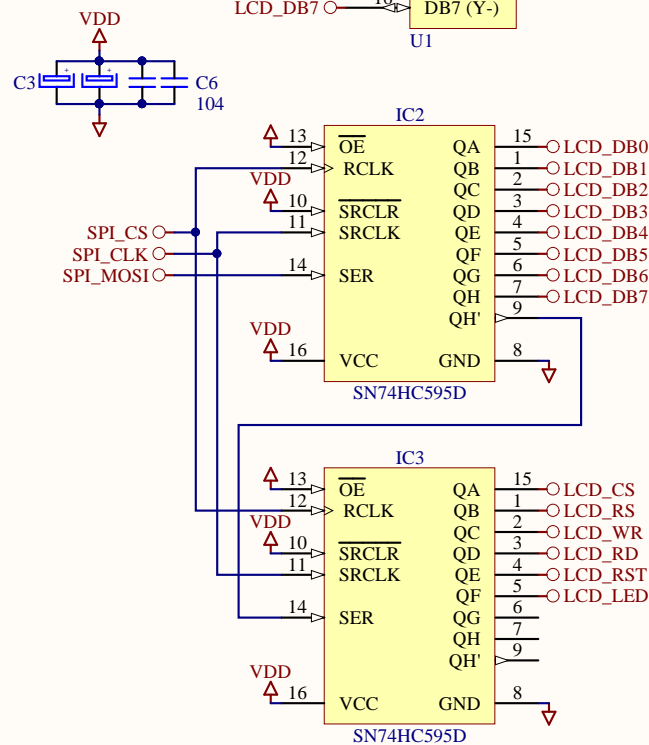 LCD_DB7 DB7 (Y-)
U1
VDD
C3 C6
104
IC2
13 OE QA 15 LCD_DB0
12 RCLK QB 1 LCD_DB1
VDD QC 2 LCD_DB2
10 SRCLR QD 3 LCD_DB3
SPI_CS 11 SRCLK QE 4 LCD_DB4
SPI_CLK QF 5 LCD_DB5
SPI_MOSI 14 SER QG 6 LCD_DB6
QH 7 LCD_DB7
QH' 9
VDD
16 VCC GND 8
SN74HC595D
IC3
13 OE QA 15 LCD_CS
12 RCLK QB 1 LCD_RS
VDD QC 2 LCD_WR
10 SRCLR QD 3 LCD_RD
11 SRCLK QE 4 LCD_RST
QF 5 LCD_LED
14 SER QG 6
QH 7
QH' 9
VDD
16 VCC GND 8
SN74HC595D